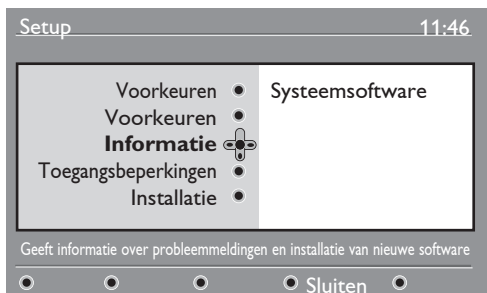 Setup 11:46
Voorkeuren Systeemsoftware
Voorkeuren
Informatie
Toegangsbeperkingen
Installatie
Geeft informatie over probleemmeldingen en installatie van nieuwe software
Sluiten